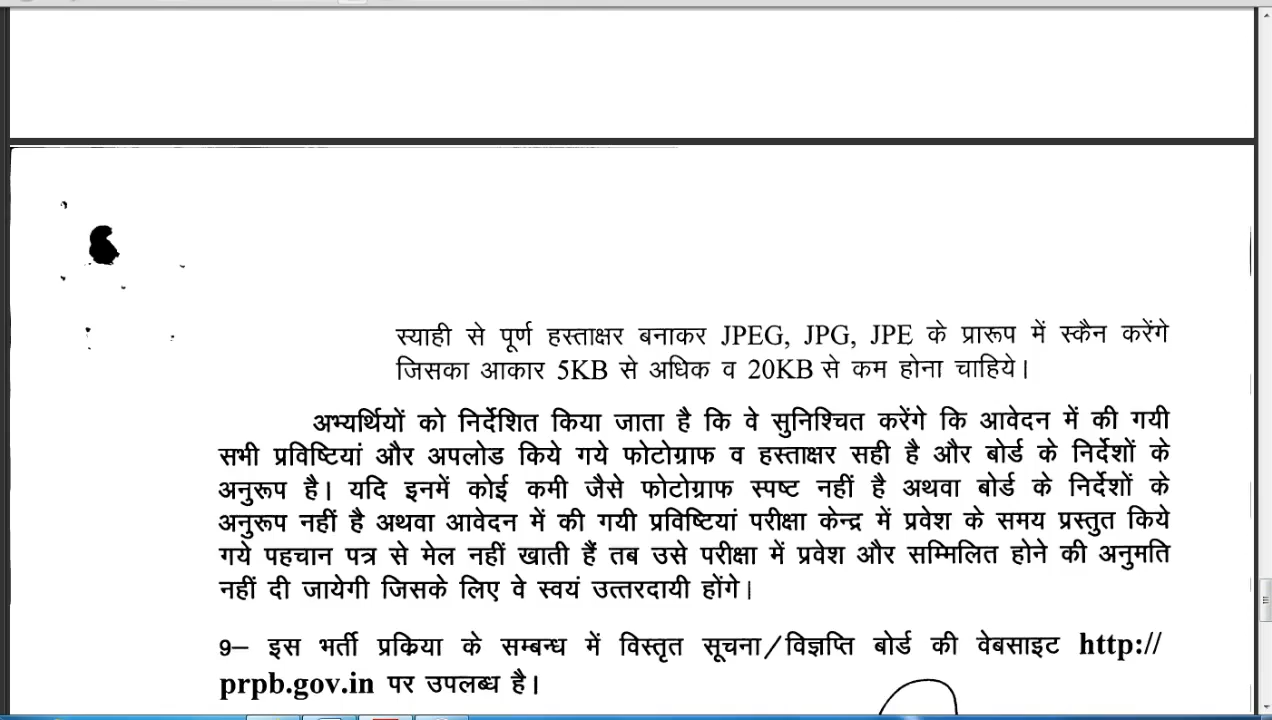 स्याही से पूर्ण हस्ताक्षर बनाकर JPEG, JPG, JPE के प्रारूप में स्कैन करेंगे
जिसका आकार 5KB से अधिक व 20KB से कम होना चाहिये।
अभ्यर्थियों को निर्देशित किया जाता है कि वे सुनिश्चित करेंगे कि आवेदन में की गयी
सभी प्रविष्टियां और अपलोड किये गये फोटोग्राफ व हस्ताक्षर सही है और बोर्ड के निर्देशों के
अनुरूप है। यदि इनमें कोई कमी जैसे फोटोग्राफ स्पष्ट नहीं है अथवा बोर्ड के निर्देशों के
अनुरूप नहीं है अथवा आवेदन में की गयी प्रविष्टियां परीक्षा केन्द्र में प्रवेश के समय प्रस्तुत किये
गये पहचान पत्र से मेल नहीं खाती हैं तब उसे परीक्षा में प्रवेश और सम्मिलित होने की अनुमति
नहीं दी जायेगी जिसके लिए वे स्वयं उत्तरदायी होंगे।
9– इस भर्ती प्रक्रिया के सम्बन्ध में विस्तृत सूचना/विज्ञप्ति बोर्ड की वेबसाइट http://
prpb.gov.in पर उपलब्ध है।